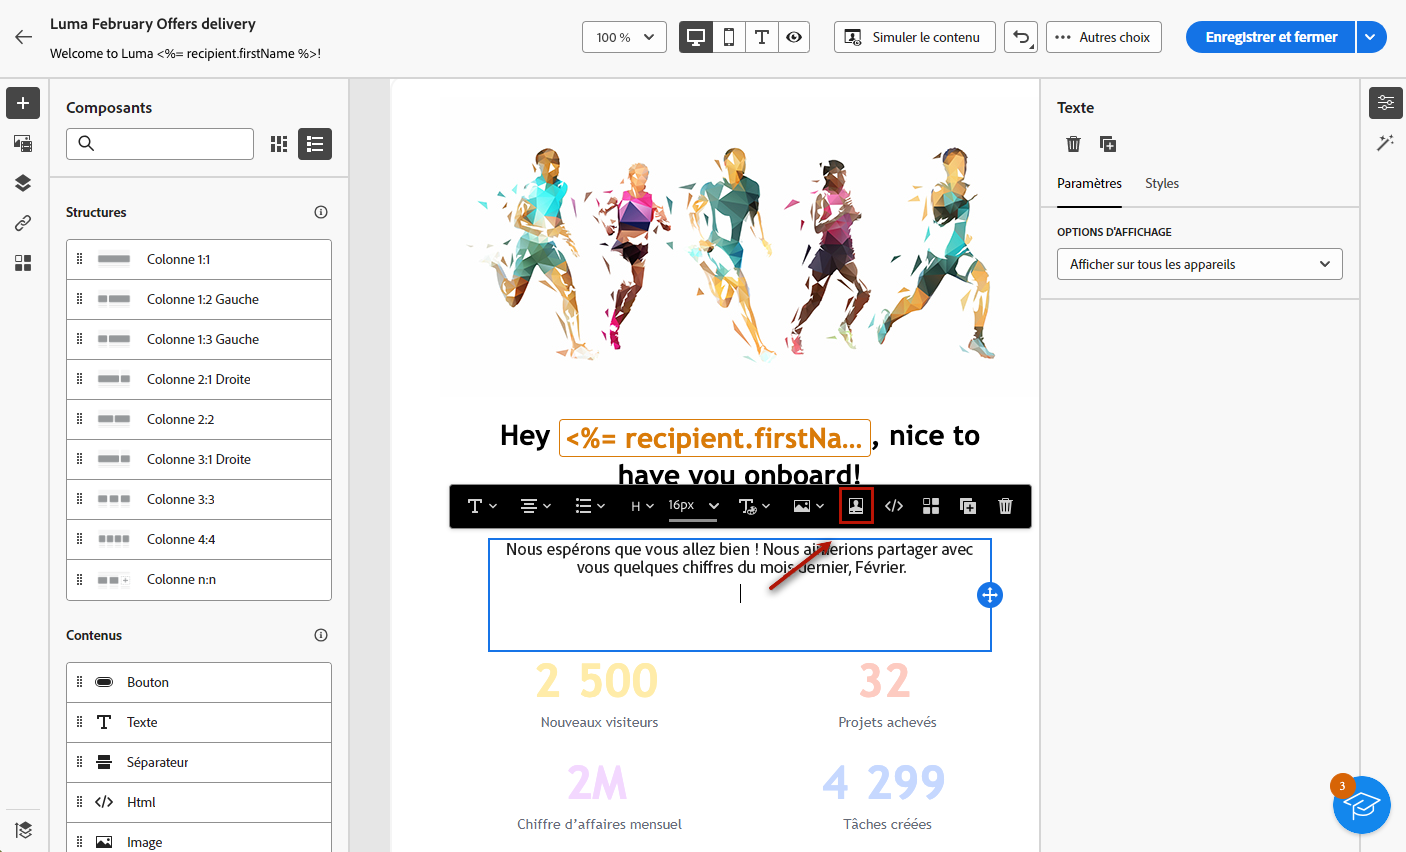 Luma February Offers delivery
Welcome to Luma <%= recipient.firstName %>!
100 %
Simuler le contenu
Autres choix
Enregistrer et fermer
Composants
Structures
Colonne 1:1
Colonne 1:2 Gauche
Colonne 1:3 Gauche
Colonne 2:1 Droite
Colonne 2:2
Colonne 3:1 Droite
Colonne 3:3
Colonne 4:4
Colonne n:n
Contenus
Bouton
Texte
Séparateur
Html
Image
Hey <%= recipient.firstNa... , nice to
have you onboard!
H
16px
Nous espérons que vous allez bien ! Nous aimerions partager avec
vous quelques chiffres du mois dernier, Février.
2 500
32
Nouveaux visiteurs
Projets achevés
2M
4 299
Chiffre d'affaires mensuel
Tâches créées
Texte
Paramètres
Styles
OPTIONS D'AFFICHAGE
Afficher sur tous les appareils
3